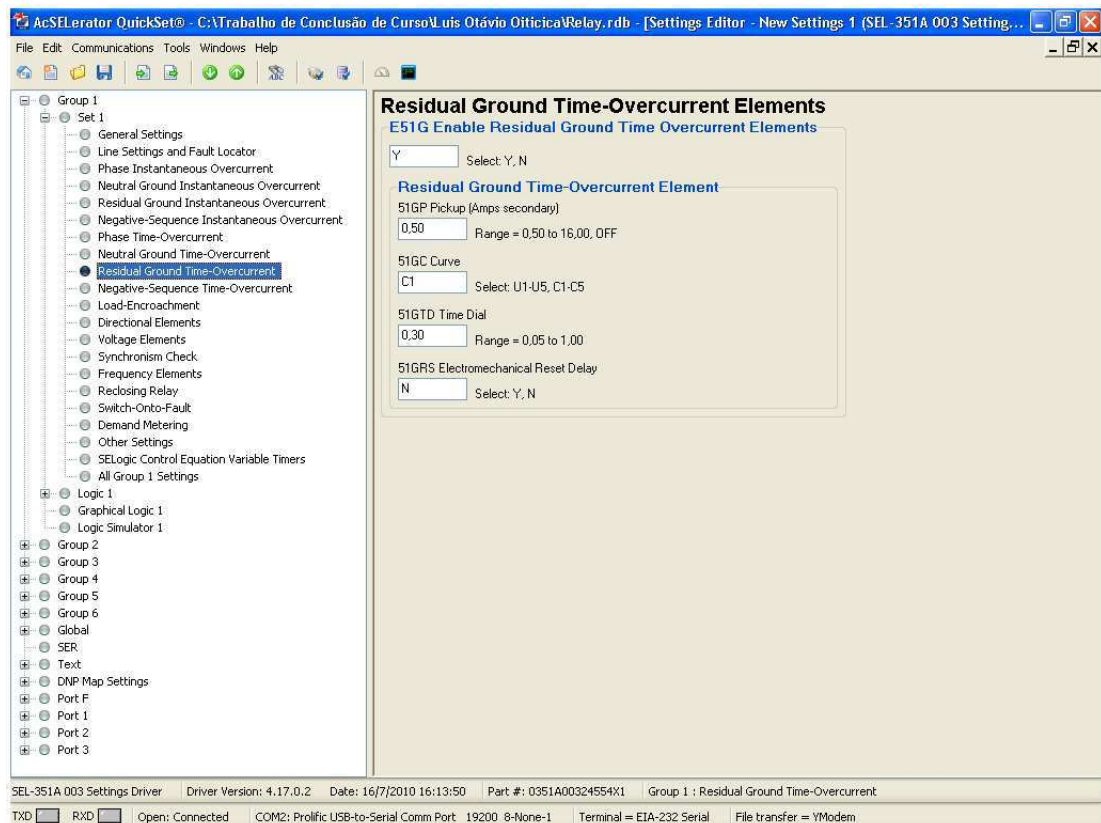 AcSELerator QuickSet® - C:\Trabalho de Conclusão de Curso\Luis Otávio Oiticica\Relay.rdb - [Settings Editor - New Settings 1 (SEL-351A 003 Setting...
File Edit Communications Tools Windows Help
Group 1
Set 1
General Settings
Line Settings and Fault Locator
Phase Instantaneous Overcurrent
Neutral Ground Instantaneous Overcurrent
Residual Ground Instantaneous Overcurrent
Negative-Sequence Instantaneous Overcurrent
Phase Time-Overcurrent
Neutral Ground Time-Overcurrent
Residual Ground Time-Overcurrent
Negative-Sequence Time-Overcurrent
Load-Encroachment
Directional Elements
Voltage Elements
Synchronism Check
Frequency Elements
Reclosing Relay
Switch-Onto-Fault
Demand Metering
Other Settings
SELogic Control Equation Variable Timers
All Group 1 Settings
Logic 1
Graphical Logic 1
Logic Simulator 1
Group 2
Group 3
Group 4
Group 5
Group 6
Global
SER
Text
DNP Map Settings
Port F
Port 1
Port 2
Port 3
Residual Ground Time-Overcurrent Elements
E51G Enable Residual Ground Time Overcurrent Elements
Y Select: Y, N
Residual Ground Time-Overcurrent Element
51GP Pickup (Amps secondary)
0,50 Range = 0,50 to 16,00, OFF
51GC Curve
C1 Select: U1-U5, C1-C5
51GTD Time Dial
0,30 Range = 0,05 to 1,00
51GRS Electromechanical Reset Delay
N Select: Y, N
SEL-351A 003 Settings Driver Driver Version: 4.17.0.2 Date: 16/7/2010 16:13:50 Part #: 0351A00324554X1 Group 1 : Residual Ground Time-Overcurrent
TXD RXD Open: Connected COM2: Prolific USB-to-Serial Comm Port 19200 8-None-1 Terminal = EIA-232 Serial File transfer = YModem